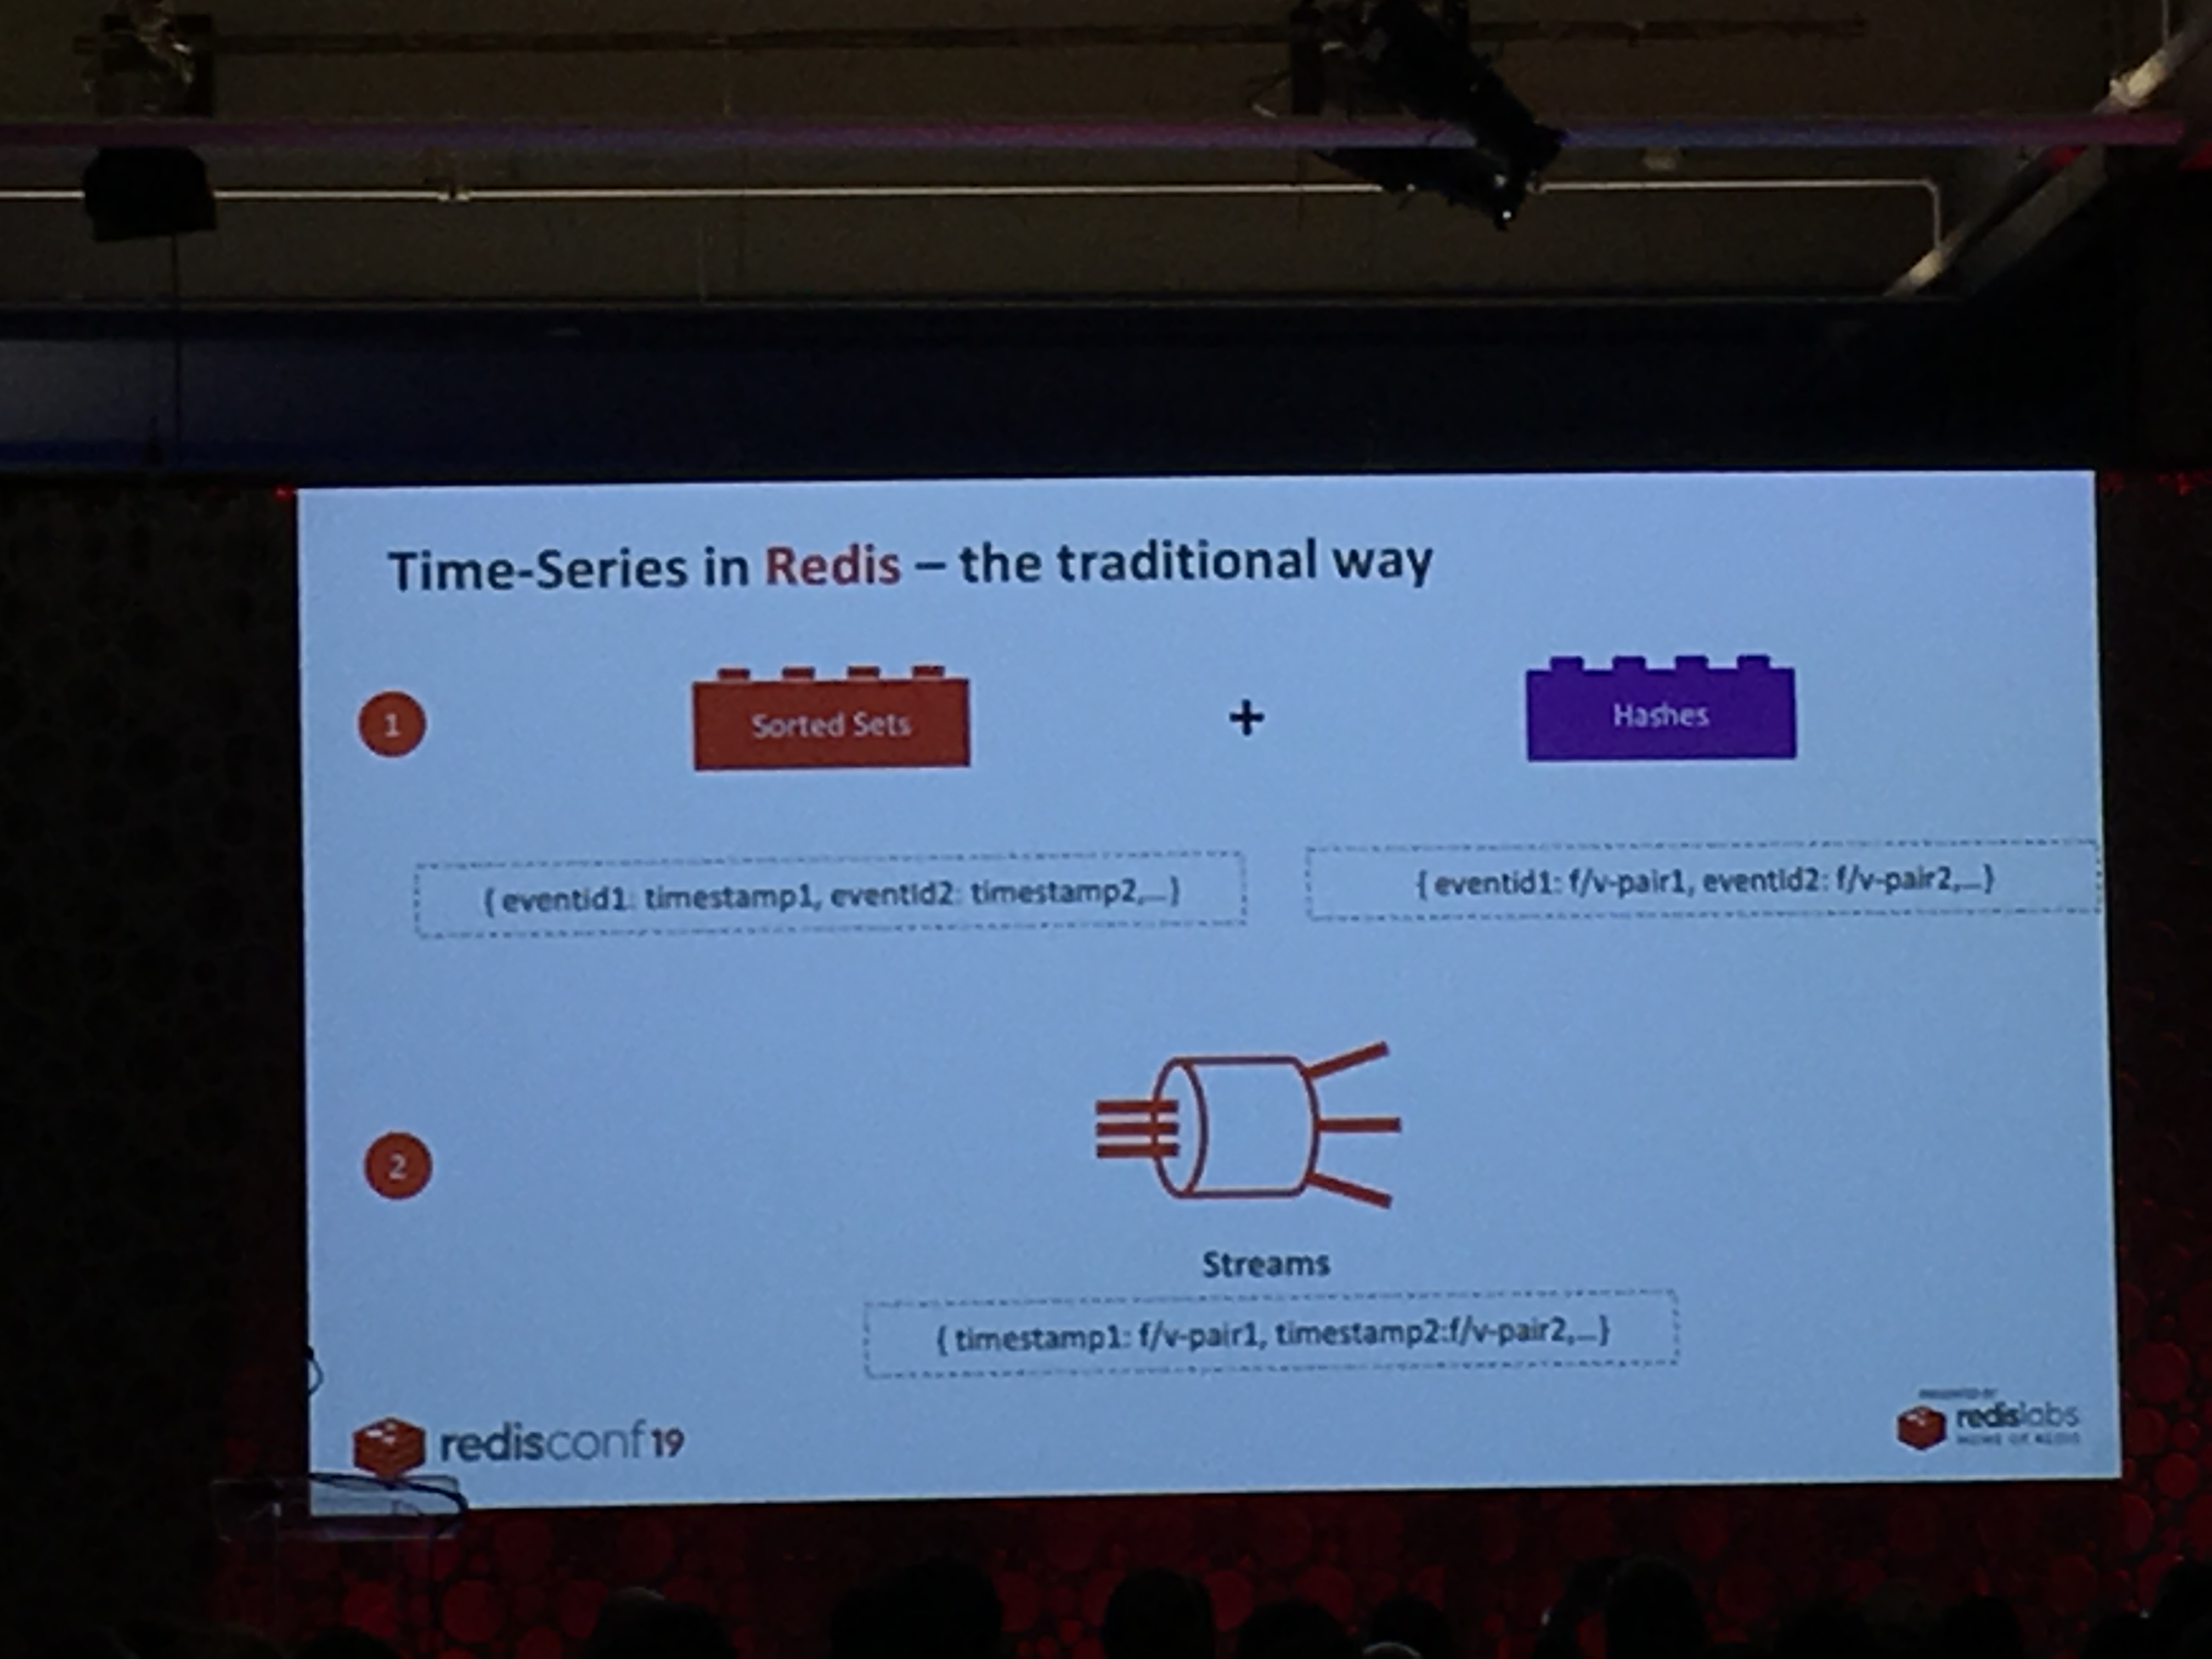 Time-Series in Redis – the traditional way
1
Sorted Sets
+
Hashes
{ eventid1: timestamp1, eventid2: timestamp2,...}
{ eventid1: f/v-pair1, eventid2: f/v-pair2,...}
2
Streams
{ timestamp1: f/v-pair1, timestamp2:f/v-pair2,...}
redisconf19
PRESENTED BY
redislabs
HOME OF REDIS